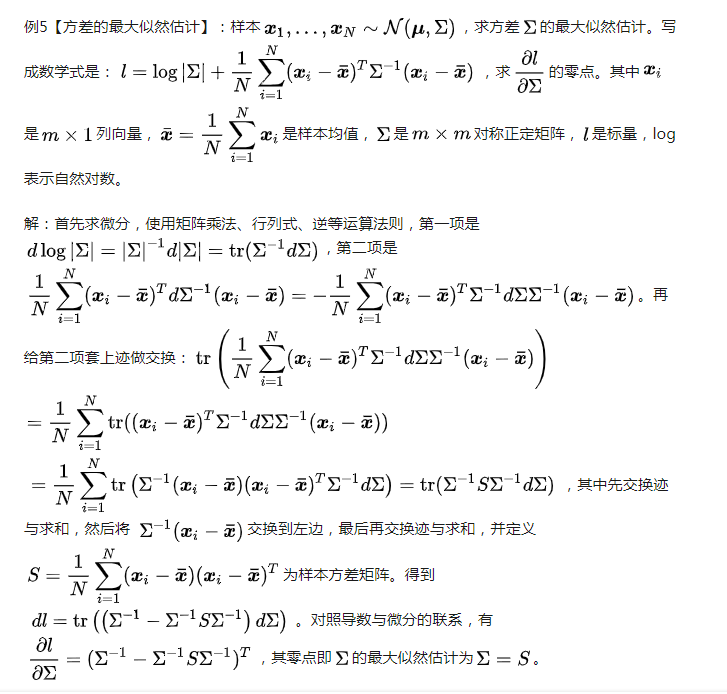 例5【方差的最大似然估计】：样本 $\boldsymbol{x}_1, \ldots, \boldsymbol{x}_N \sim \mathcal{N}(\boldsymbol{\mu}, \Sigma)$ ，求方差 $\Sigma$ 的最大似然估计。写
成数学式是： $l = \log|\Sigma| + \frac{1}{N}\sum_{i=1}^{N}(\boldsymbol{x}_i - \bar{\boldsymbol{x}})^T\Sigma^{-1}(\boldsymbol{x}_i - \bar{\boldsymbol{x}})$ ，求 $\frac{\partial l}{\partial \Sigma}$ 的零点。其中 $\boldsymbol{x}_i$
是 $m \times 1$ 列向量， $\bar{\boldsymbol{x}} = \frac{1}{N}\sum_{i=1}^{N}\boldsymbol{x}_i$ 是样本均值， $\Sigma$ 是 $m \times m$ 对称正定矩阵， $l$ 是标量，log
表示自然对数。
解：首先求微分，使用矩阵乘法、行列式、逆等运算法则，第一项是
$d\log|\Sigma| = |\Sigma|^{-1}d|\Sigma| = \text{tr}(\Sigma^{-1}d\Sigma)$ ，第二项是
$\frac{1}{N}\sum_{i=1}^{N}(\boldsymbol{x}_i - \bar{\boldsymbol{x}})^Td\Sigma^{-1}(\boldsymbol{x}_i - \bar{\boldsymbol{x}}) = -\frac{1}{N}\sum_{i=1}^{N}(\boldsymbol{x}_i - \bar{\boldsymbol{x}})^T\Sigma^{-1}d\Sigma\Sigma^{-1}(\boldsymbol{x}_i - \bar{\boldsymbol{x}})$ 。再
给第二项套上迹做交换： $\text{tr}\left(\frac{1}{N}\sum_{i=1}^{N}(\boldsymbol{x}_i - \bar{\boldsymbol{x}})^T\Sigma^{-1}d\Sigma\Sigma^{-1}(\boldsymbol{x}_i - \bar{\boldsymbol{x}})\right)$
$= \frac{1}{N}\sum_{i=1}^{N}\text{tr}((\boldsymbol{x}_i - \bar{\boldsymbol{x}})^T\Sigma^{-1}d\Sigma\Sigma^{-1}(\boldsymbol{x}_i - \bar{\boldsymbol{x}}))$
$= \frac{1}{N}\sum_{i=1}^{N}\text{tr}\left(\Sigma^{-1}(\boldsymbol{x}_i - \bar{\boldsymbol{x}})(\boldsymbol{x}_i - \bar{\boldsymbol{x}})^T\Sigma^{-1}d\Sigma\right) = \text{tr}(\Sigma^{-1}S\Sigma^{-1}d\Sigma)$ ，其中先交换迹
与求和，然后将 $\Sigma^{-1}(\boldsymbol{x}_i - \bar{\boldsymbol{x}})$ 交换到左边，最后再交换迹与求和，并定义
$S = \frac{1}{N}\sum_{i=1}^{N}(\boldsymbol{x}_i - \bar{\boldsymbol{x}})(\boldsymbol{x}_i - \bar{\boldsymbol{x}})^T$ 为样本方差矩阵。得到
$dl = \text{tr}\left(\left(\Sigma^{-1} - \Sigma^{-1}S\Sigma^{-1}\right)d\Sigma\right)$ 。对照导数与微分的联系，有
$\frac{\partial l}{\partial \Sigma} = (\Sigma^{-1} - \Sigma^{-1}S\Sigma^{-1})^T$ ，其零点即 $\Sigma$ 的最大似然估计为 $\Sigma = S$ 。